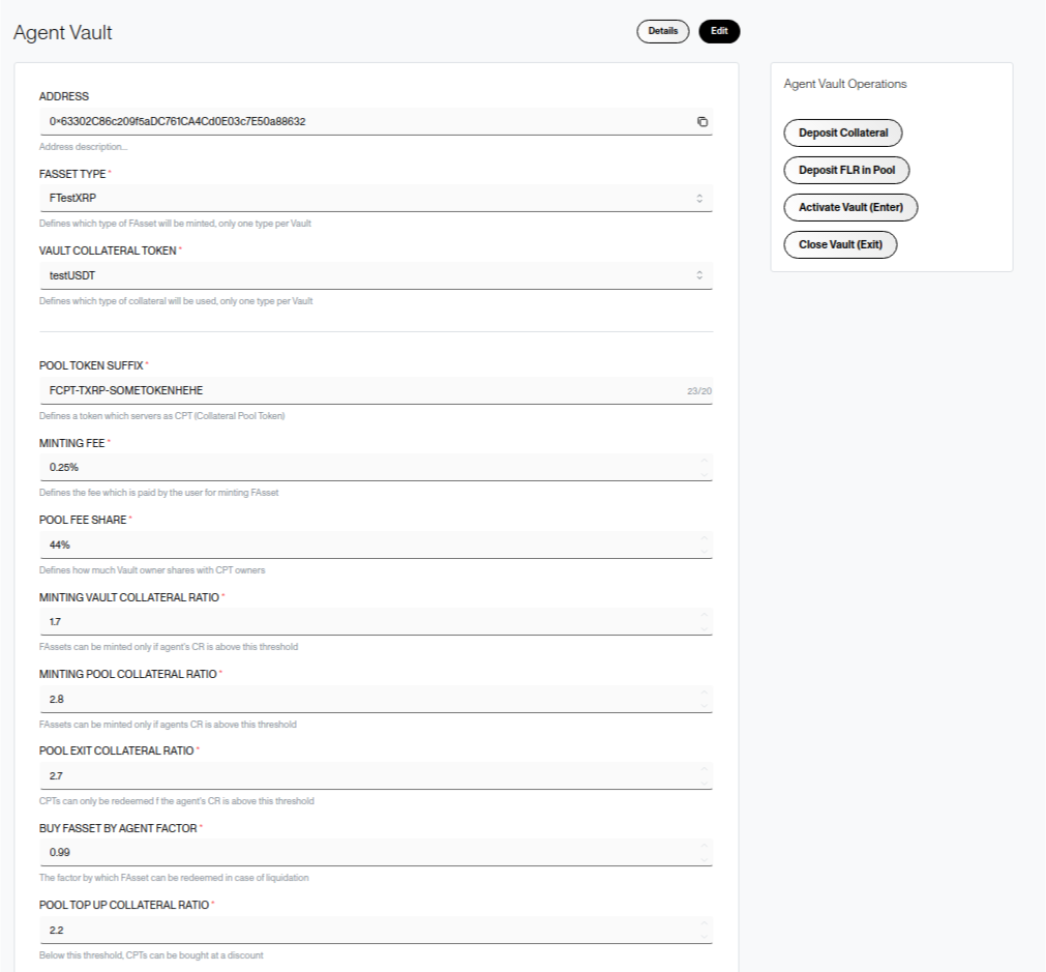 Agent Vault
Details
Edit
ADDRESS
0×63302C86c209f5aDC761CA4Cd0E03c7E50a88632
Address description...
FASSET TYPE *
FTestXRP
Defines which type of FAsset will be minted, only one type per Vault
VAULT COLLATERAL TOKEN *
testUSDT
Defines which type of collateral will be used, only one type per Vault
POOL TOKEN SUFFIX *
FCPT-TXRP-SOMETOKENHEHE
23/20
Defines a token which servers as CPT (Collateral Pool Token)
MINTING FEE *
0.25%
Defines the fee which is paid by the user for minting FAsset
POOL FEE SHARE *
44%
Defines how much Vault owner shares with CPT owners
MINTING VAULT COLLATERAL RATIO *
1.7
FAssets can be minted only if agent's CR is above this threshold
MINTING POOL COLLATERAL RATIO *
2.8
FAssets can be minted only if agents CR is above this threshold
POOL EXIT COLLATERAL RATIO *
2.7
CPTs can only be redeemed f the agent's CR is above this threshold
BUY FASSET BY AGENT FACTOR *
0.99
The factor by which FAsset can be redeemed in case of liquidation
POOL TOP UP COLLATERAL RATIO *
2.2
Below this threshold, CPTs can be bought at a discount
Agent Vault Operations
Deposit Collateral
Deposit FLR in Pool
Activate Vault (Enter)
Close Vault (Exit)